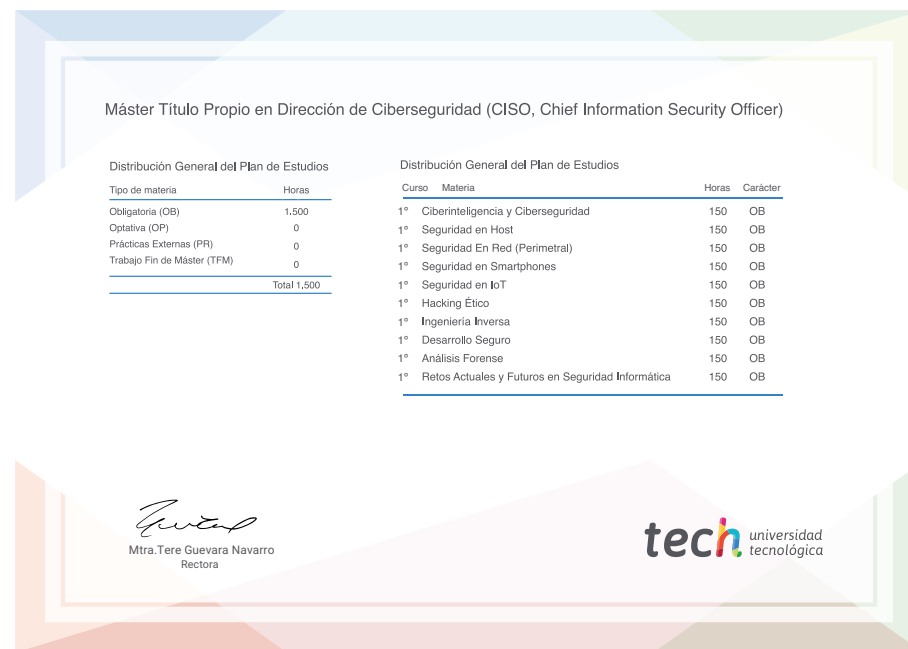 Máster Título Propio en Dirección de Ciberseguridad (CISO, Chief Information Security Officer)
Distribución General del Plan de Estudios
Tipo de materia Horas
Obligatoria (OB) 1.500
Optativa (OP) 0
Prácticas Externas (PR) 0
Trabajo Fin de Máster (TFM) 0
Total 1,500
Distribución General del Plan de Estudios
Curso Materia Horas Carácter
1º Ciberinteligencia y Ciberseguridad 150 OB
1º Seguridad en Host 150 OB
1º Seguridad En Red (Perimetral) 150 OB
1º Seguridad en Smartphones 150 OB
1º Seguridad en IoT 150 OB
1º Hacking Ético 150 OB
1º Ingeniería Inversa 150 OB
1º Desarrollo Seguro 150 OB
1º Análisis Forense 150 OB
1º Retos Actuales y Futuros en Seguridad Informática 150 OB
Mtra.Tere Guevara Navarro
Rectora
tech universidad
tecnológica